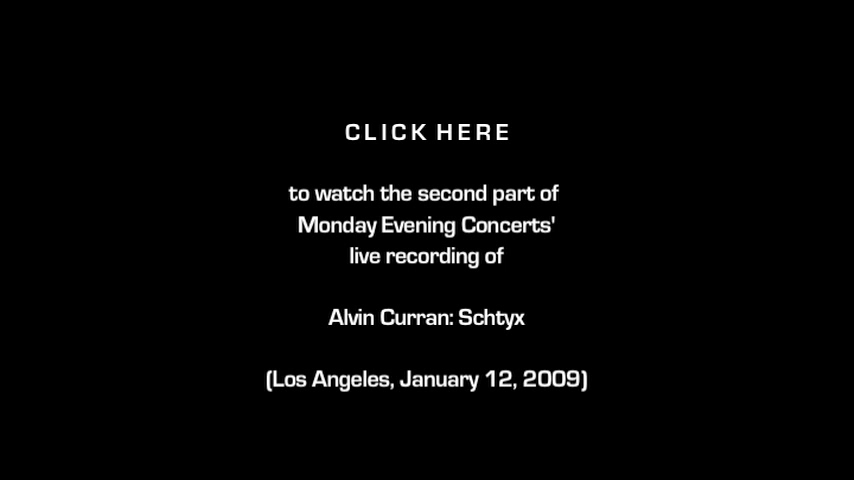 CLICK HERE
to watch the second part of
Monday Evening Concerts'
live recording of
Alvin Curran: Schtyx
(Los Angeles, January 12, 2009)